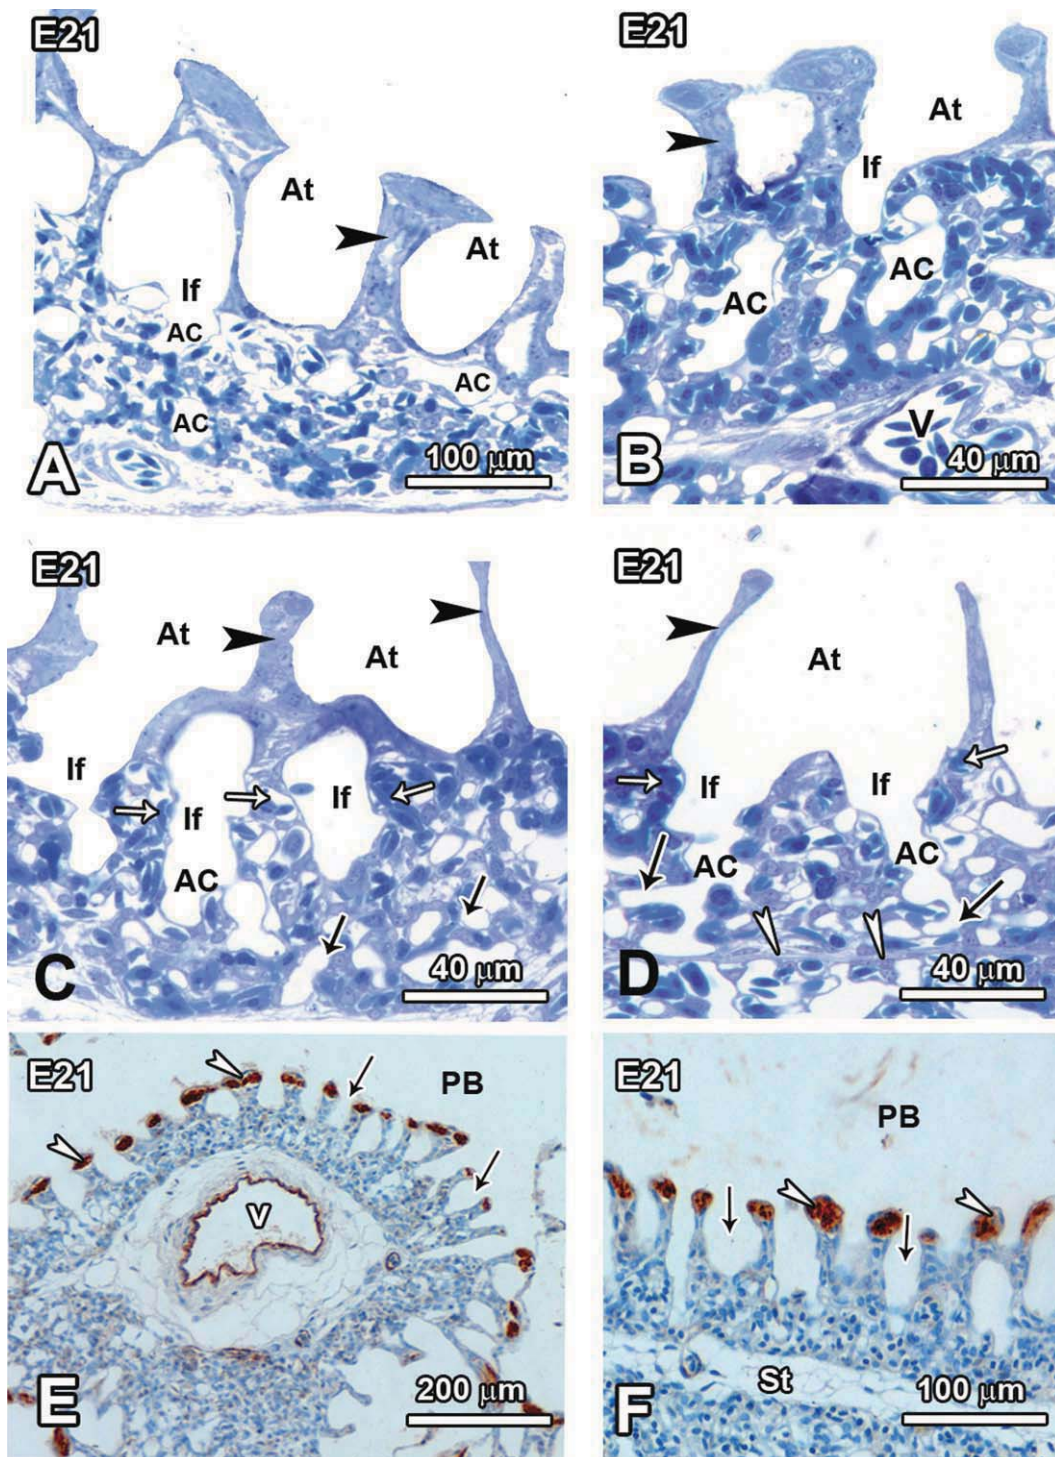 E21
At
At
If
AC
AC
AC
A
100 μm
E21
At
If
AC
AC
V
B
40 μm
E21
At
At
If
If
If
AC
C
40 μm
E21
At
If
If
AC
AC
D
40 μm
E21
PB
V
E
200 μm
E21
PB
St
F
100 μm